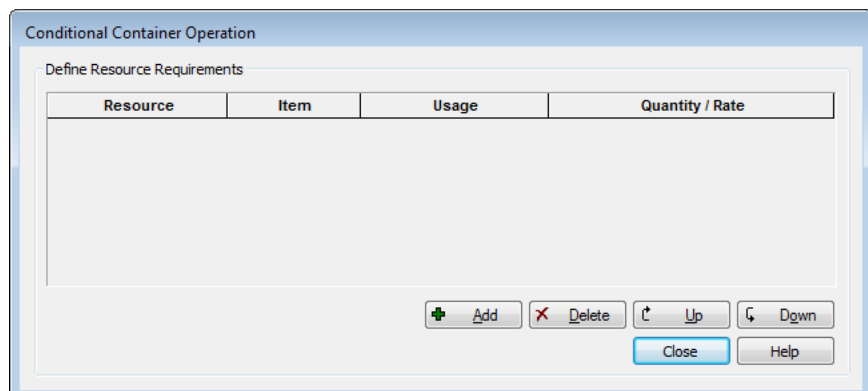 Conditional Container Operation
Define Resource Requirements
Resource Item Usage Quantity / Rate
Add Delete Up Down
Close Help